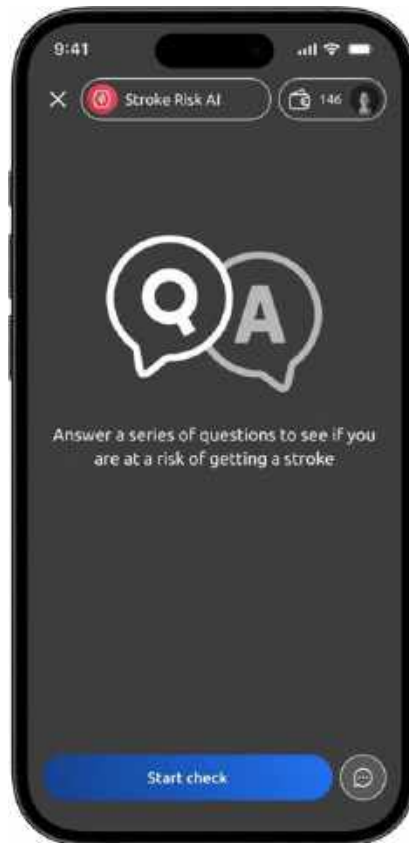 9:41
Stroke Risk AI
146
Q A
Answer a series of questions to see if you
are at a risk of getting a stroke
Start check